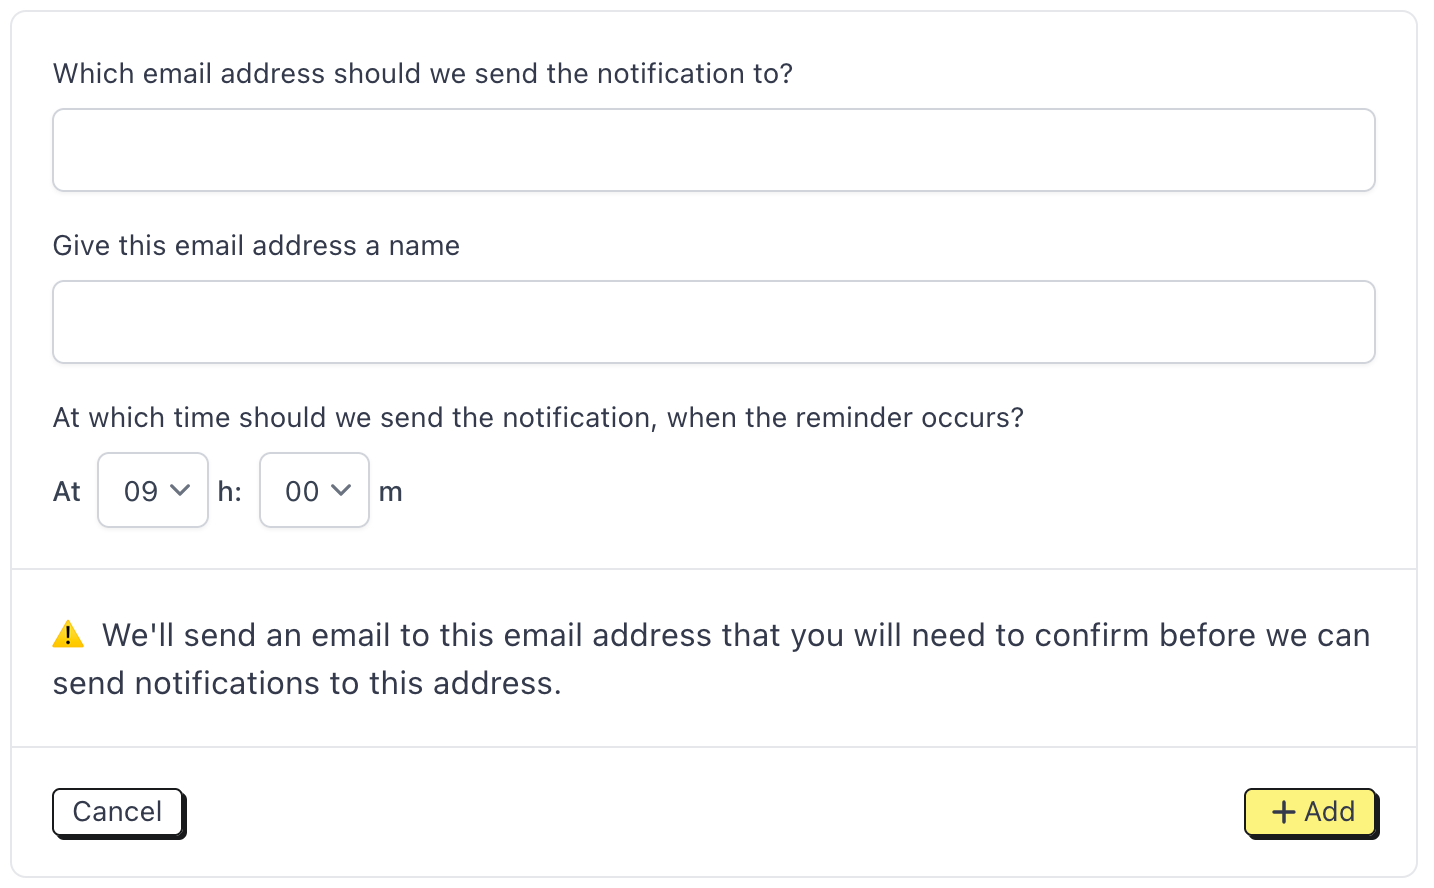 Which email address should we send the notification to?
Give this email address a name
At which time should we send the notification, when the reminder occurs?
At 09 h: 00 m
⚠️ We'll send an email to this email address that you will need to confirm before we can
send notifications to this address.
Cancel
+ Add